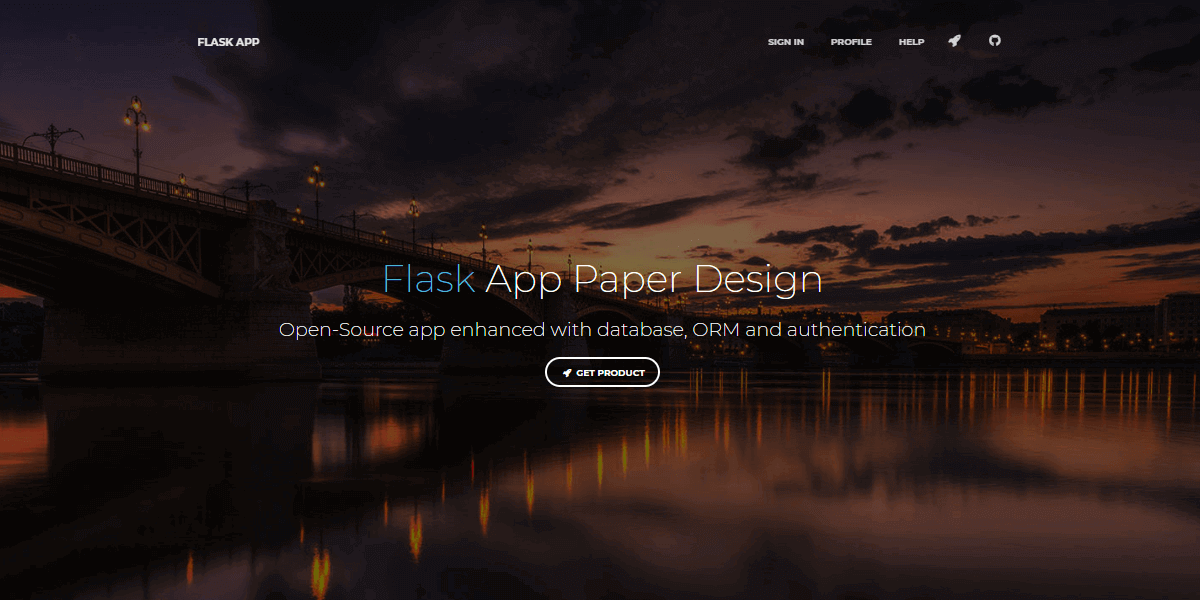 FLASK APP
SIGN IN PROFILE HELP
Flask App Paper Design
Open-Source app enhanced with database, ORM and authentication
GET PRODUCT